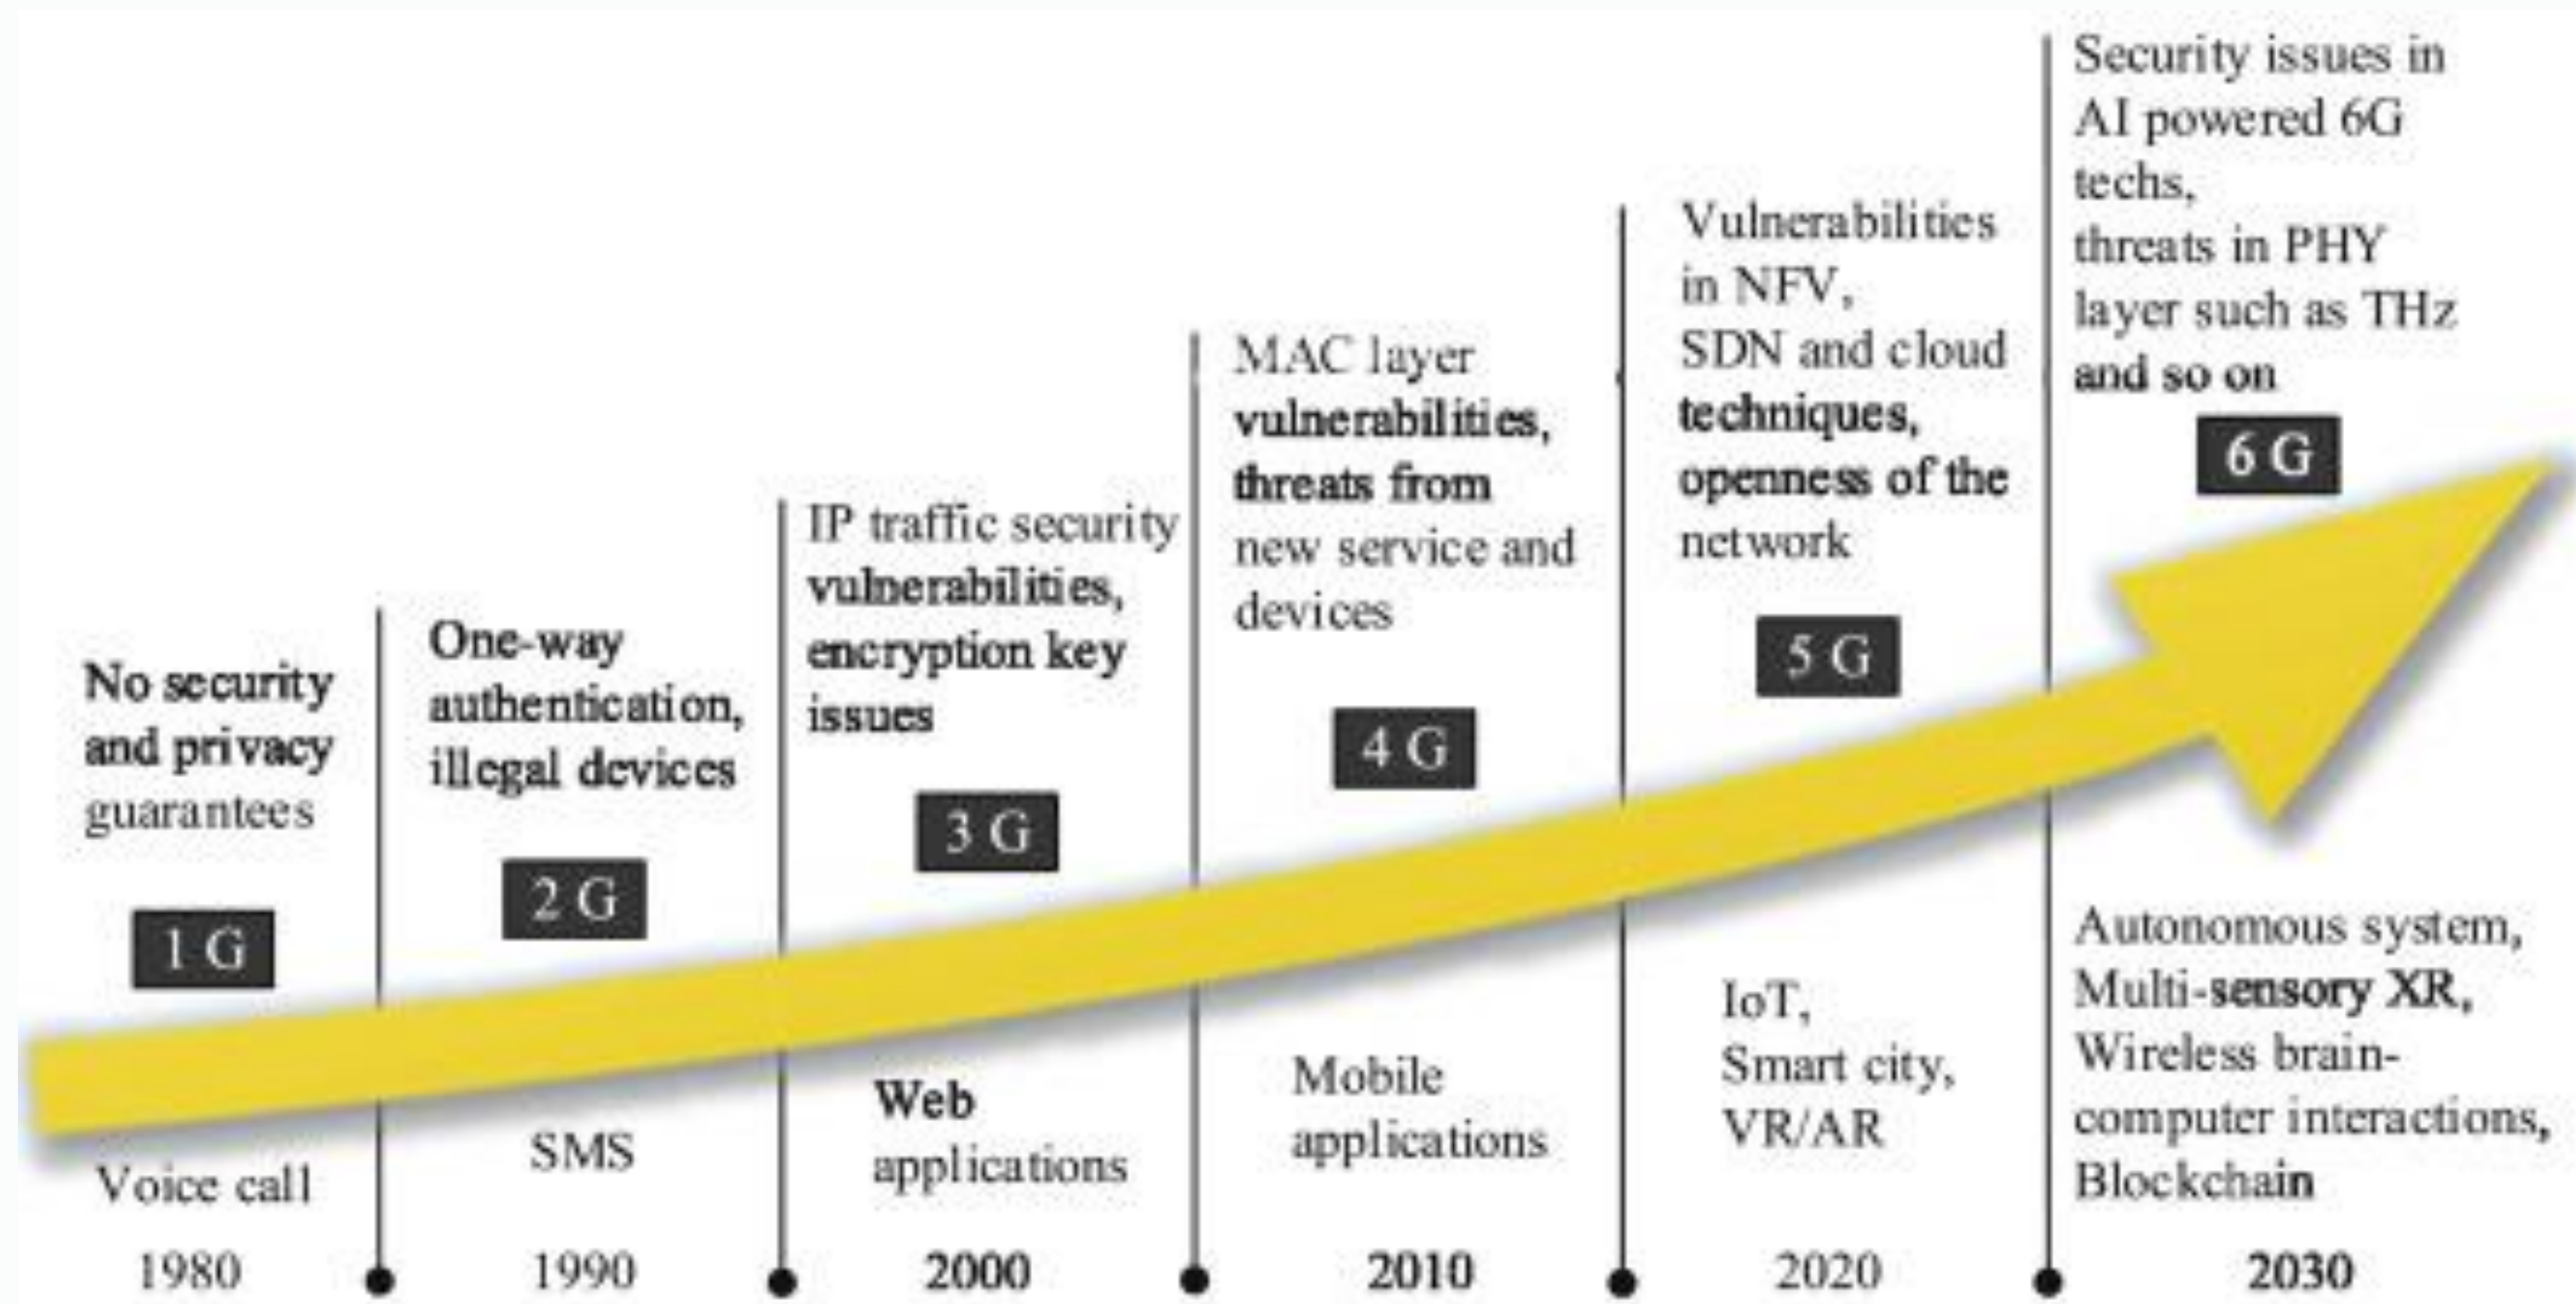 No security
and privacy
guarantees
1 G
Voice call
1980
One-way
authentication,
illegal devices
2 G
SMS
1990
IP traffic security
vulnerabilities,
encryption key
issues
3 G
Web
applications
2000
MAC layer
vulnerabilities,
threats from
new service and
devices
4 G
Mobile
applications
2010
Vulnerabilities
in NFV,
SDN and cloud
techniques,
openness of the
network
5 G
IoT,
Smart city,
VR/AR
2020
Security issues in
AI powered 6G
techs,
threats in PHY
layer such as THz
and so on
6 G
Autonomous system,
Multi-sensory XR,
Wireless brain-
computer interactions,
Blockchain
2030